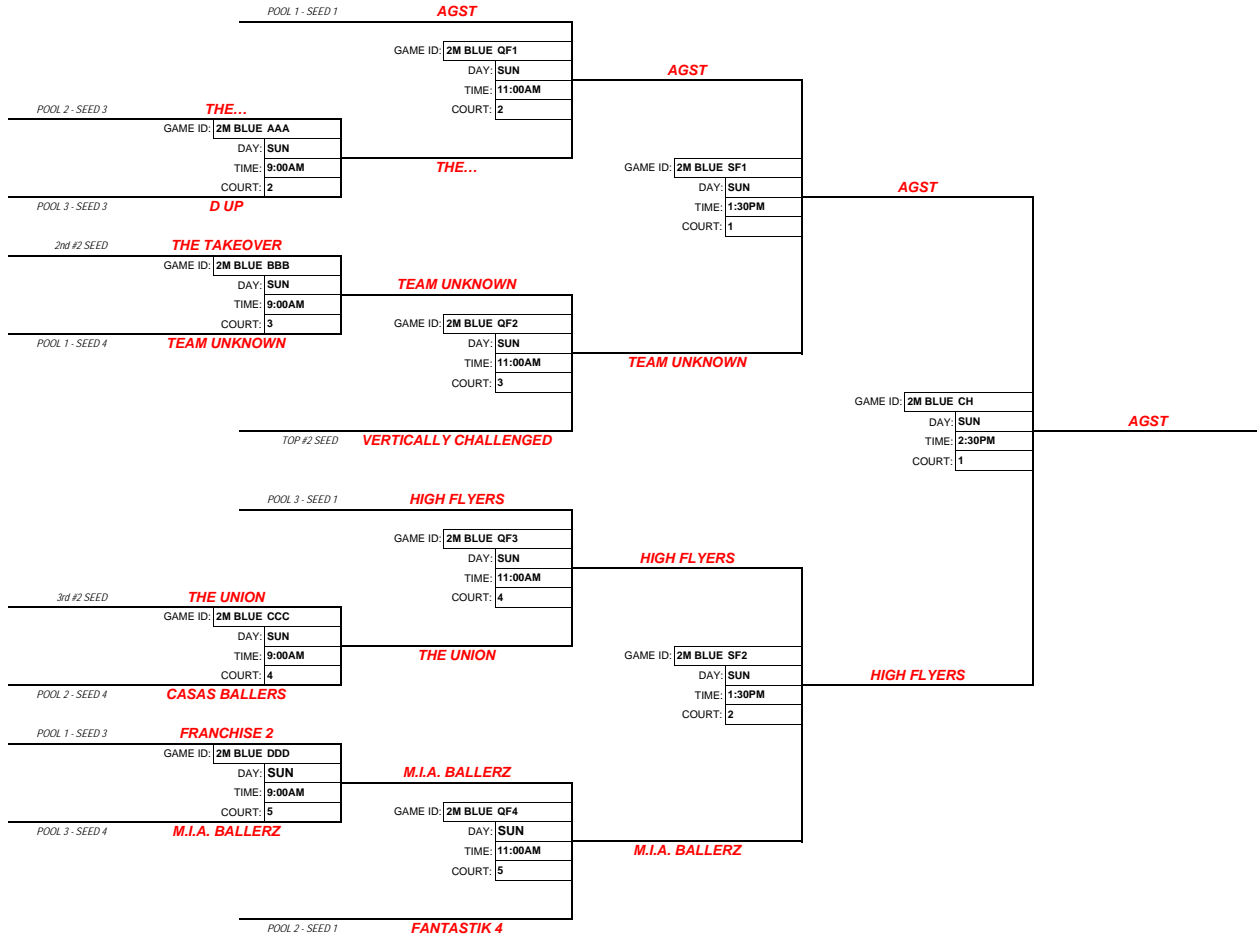 POOL 1 - SEED 1 AGST
GAME ID: 2M BLUE QF1
DAY: SUN
TIME: 11:00AM
COURT: 2
AGST
POOL 2 - SEED 3 THE...
GAME ID: 2M BLUE AAA
DAY: SUN
TIME: 9:00AM
COURT: 2
THE...
POOL 3 - SEED 3 D UP
GAME ID: 2M BLUE SF1
DAY: SUN
TIME: 1:30PM
COURT: 1
AGST
2nd #2 SEED THE TAKEOVER
GAME ID: 2M BLUE BBB
DAY: SUN
TIME: 9:00AM
COURT: 3
TEAM UNKNOWN
POOL 1 - SEED 4 TEAM UNKNOWN
GAME ID: 2M BLUE QF2
DAY: SUN
TIME: 11:00AM
COURT: 3
TEAM UNKNOWN
TOP #2 SEED VERTICALLY CHALLENGED
GAME ID: 2M BLUE CH
DAY: SUN
TIME: 2:30PM
COURT: 1
AGST
POOL 3 - SEED 1 HIGH FLYERS
GAME ID: 2M BLUE QF3
DAY: SUN
TIME: 11:00AM
COURT: 4
HIGH FLYERS
3rd #2 SEED THE UNION
GAME ID: 2M BLUE CCC
DAY: SUN
TIME: 9:00AM
COURT: 4
THE UNION
POOL 2 - SEED 4 CASAS BALLERS
GAME ID: 2M BLUE SF2
DAY: SUN
TIME: 1:30PM
COURT: 2
HIGH FLYERS
POOL 1 - SEED 3 FRANCHISE 2
GAME ID: 2M BLUE DDD
DAY: SUN
TIME: 9:00AM
COURT: 5
M.I.A. BALLERZ
POOL 3 - SEED 4 M.I.A. BALLERZ
GAME ID: 2M BLUE QF4
DAY: SUN
TIME: 11:00AM
COURT: 5
M.I.A. BALLERZ
POOL 2 - SEED 1 FANTASTIK 4